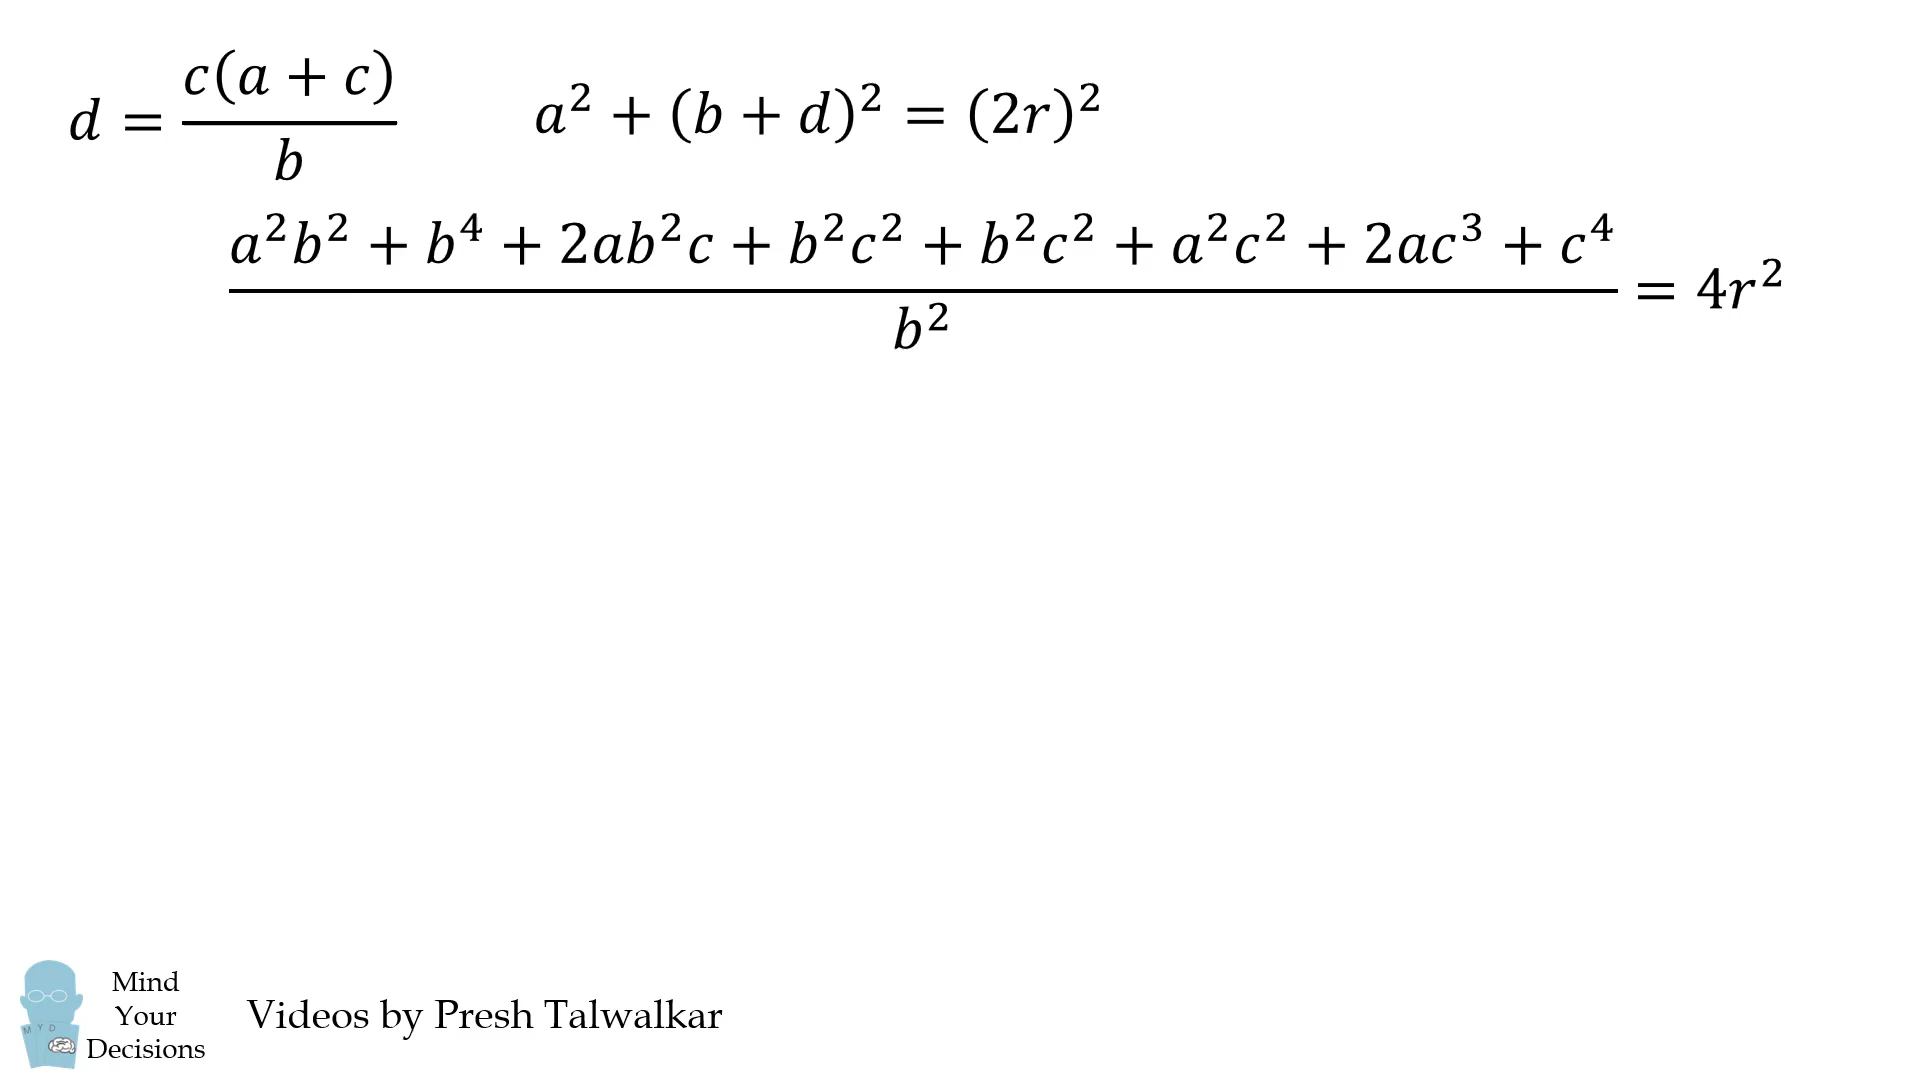 d = c(a + c)/b    a² + (b + d)² = (2r)²
(a²b² + b⁴ + 2ab²c + b²c² + b²c² + a²c² + 2ac³ + c⁴)/b² = 4r²
Mind
Your
Decisions
M Y D
Videos by Presh Talwalkar